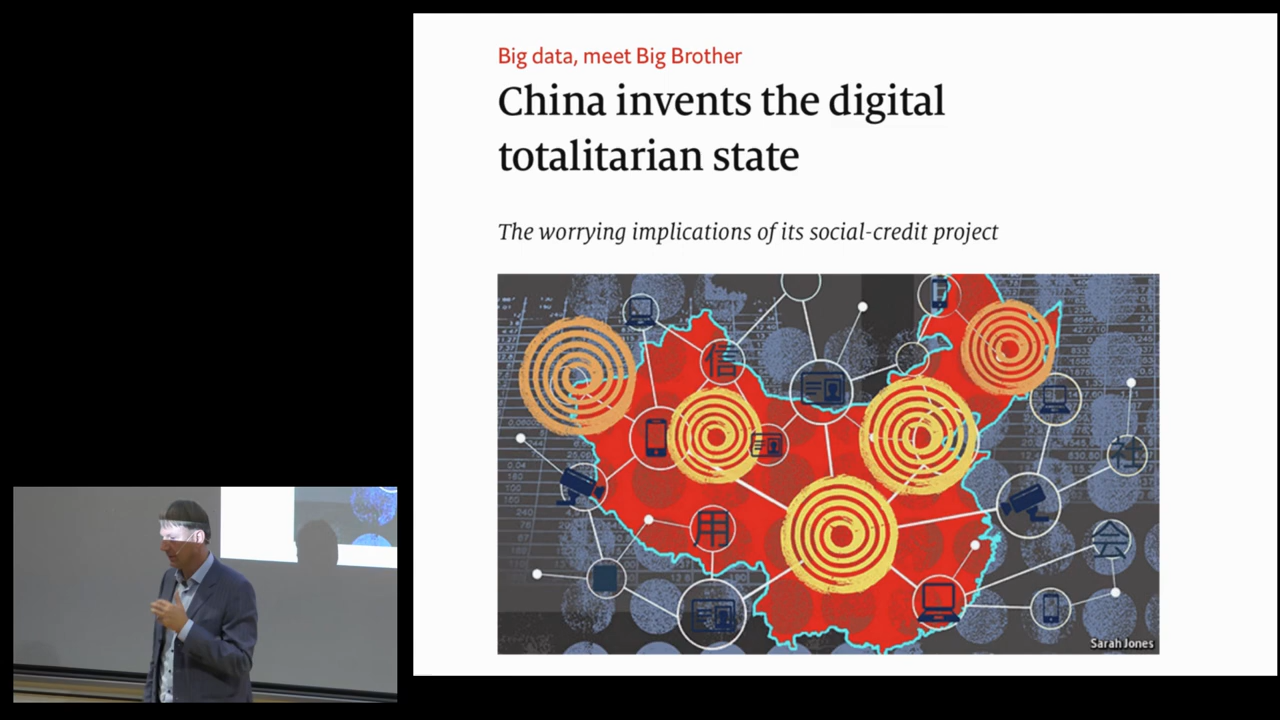 Big data, meet Big Brother
China invents the digital
totalitarian state
The worrying implications of its social-credit project
信
社
用
会
Sarah Jones